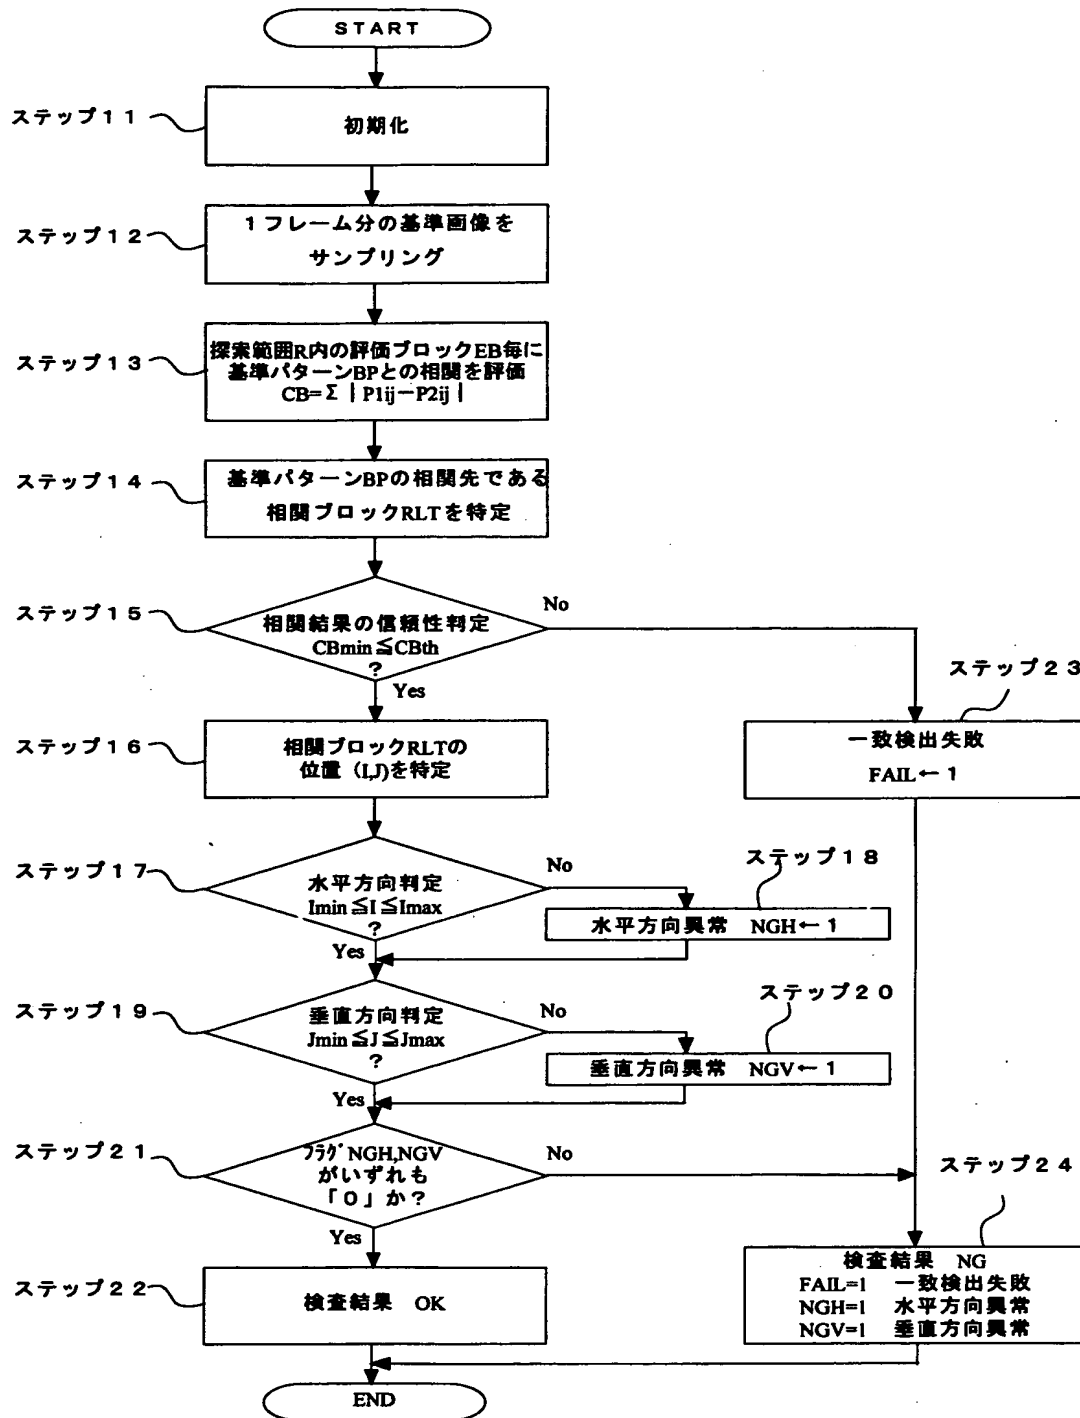 START
ステップ11
初期化
ステップ12
1フレーム分の基準画像を
サンプリング
ステップ13
探索範囲R内の評価ブロックEB毎に
基準パターンBPとの相関を評価
CB=Σ｜P1ij－P2ij｜
ステップ14
基準パターンBPの相関先である
相関ブロックRLTを特定
ステップ15
相関結果の信頼性判定
CBmin≦CBth
?
No
Yes
ステップ23
一致検出失敗
FAIL←1
ステップ16
相関ブロックRLTの
位置（I,J)を特定
ステップ17
水平方向判定
Imin≦I≦Imax
?
No
Yes
ステップ18
水平方向異常 NGH←1
ステップ19
垂直方向判定
Jmin≦J≦Jmax
?
No
Yes
ステップ20
垂直方向異常 NGV←1
ステップ21
ﾌﾗｸﾞNGH,NGV
がいずれも
「0」か?
No
Yes
ステップ24
検査結果 NG
FAIL=1 一致検出失敗
NGH=1 水平方向異常
NGV=1 垂直方向異常
ステップ22
検査結果 OK
END